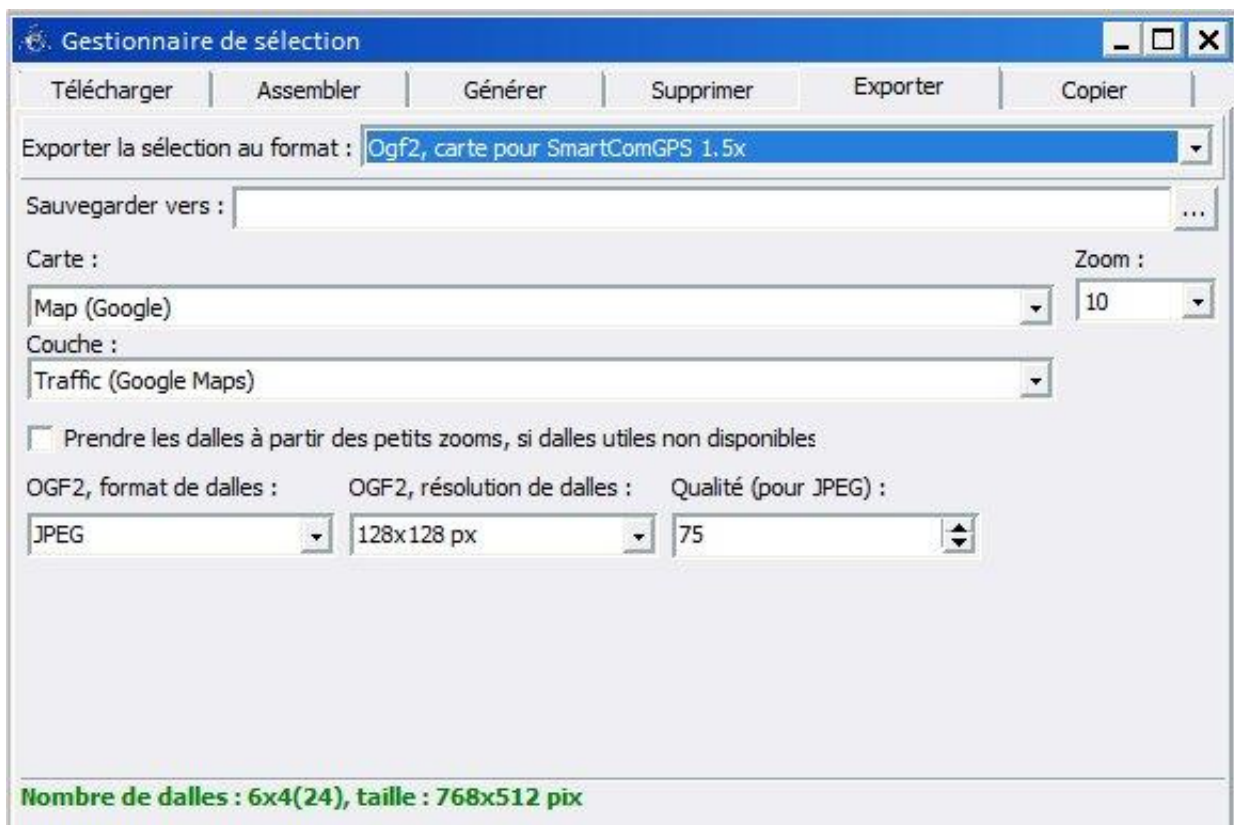 Gestionnaire de sélection
Télécharger Assembler Générer Supprimer Exporter Copier
Exporter la sélection au format : Ogf2, carte pour SmartComGPS 1.5x
Sauvegarder vers : ...
Carte : Zoom :
Map (Google) 10
Couche :
Traffic (Google Maps)
Prendre les dalles à partir des petits zooms, si dalles utiles non disponibles
OGF2, format de dalles : OGF2, résolution de dalles : Qualité (pour JPEG) :
JPEG 128x128 px 75
Nombre de dalles : 6x4(24), taille : 768x512 pix